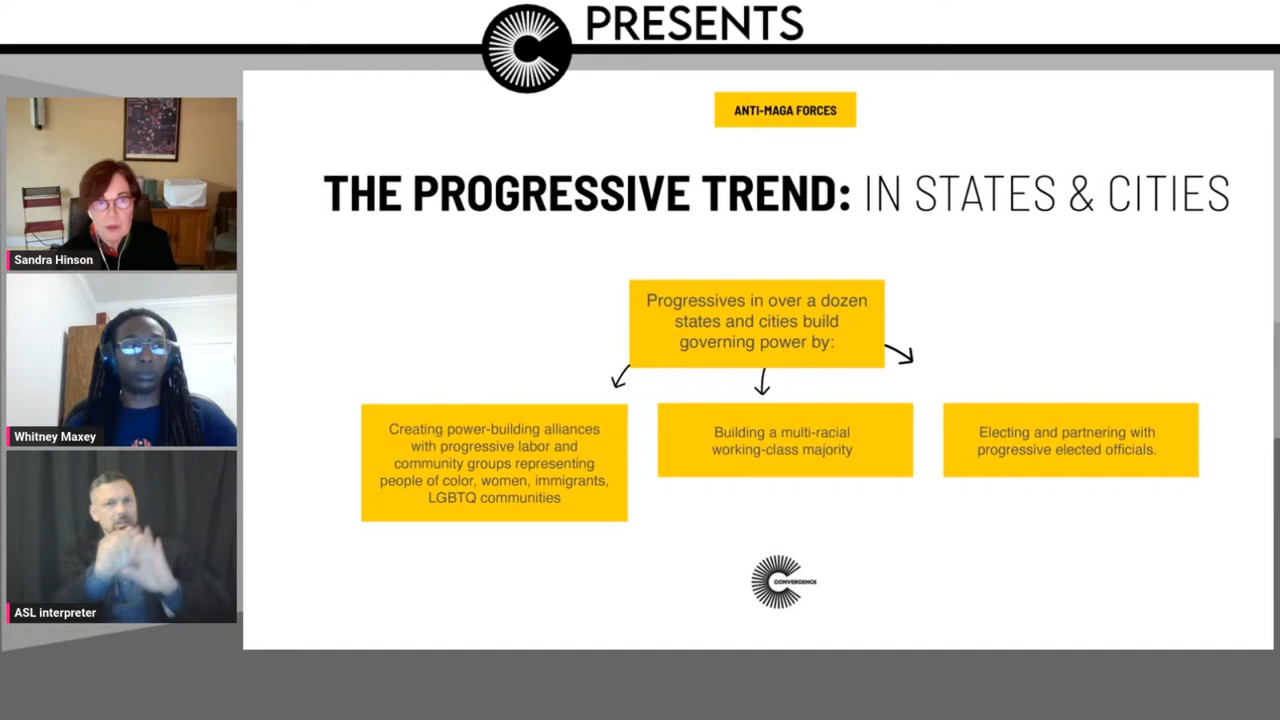 PRESENTS
ANTI-MAGA FORCES
THE PROGRESSIVE TREND: IN STATES & CITIES
Progressives in over a dozen
states and cities build
governing power by:
Creating power-building alliances
with progressive labor and
community groups representing
people of color, women, immigrants,
LGBTQ communities
Building a multi-racial
working-class majority
Electing and partnering with
progressive elected officials.
CONVERGENCE
Sandra Hinson
Whitney Maxey
ASL interpreter